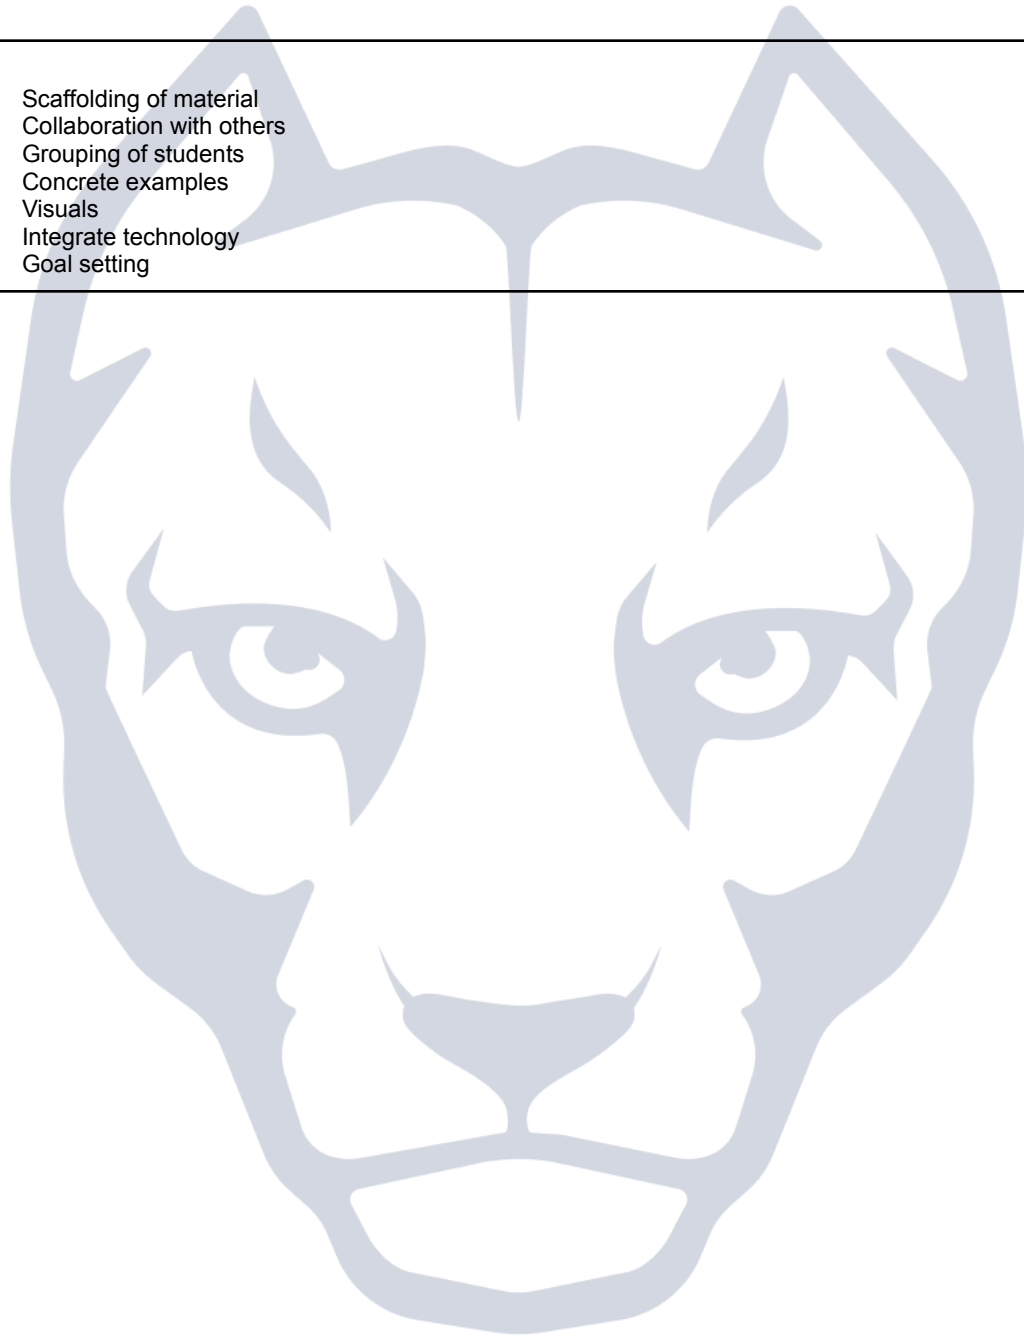 Scaffolding of material
Collaboration with others
Grouping of students
Concrete examples
Visuals
Integrate technology
Goal setting